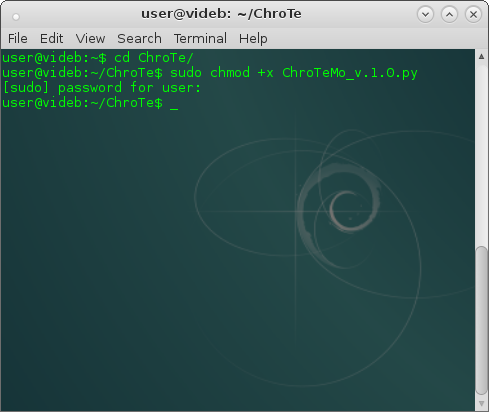 user@videb: ~/ChroTe
File Edit View Search Terminal Help
user@videb:~$ cd ChroTe/
user@videb:~/ChroTe$ sudo chmod +x ChroTeMo_v.1.0.py
[sudo] password for user:
user@videb:~/ChroTe$ _